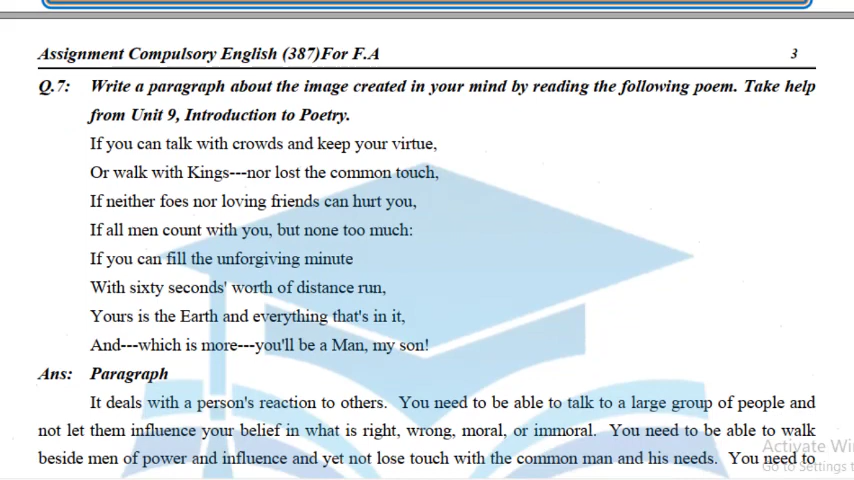 Assignment Compulsory English (387)For F.A 3
Q.7: Write a paragraph about the image created in your mind by reading the following poem. Take help
from Unit 9, Introduction to Poetry.
If you can talk with crowds and keep your virtue,
Or walk with Kings---nor lost the common touch,
If neither foes nor loving friends can hurt you,
If all men count with you, but none too much:
If you can fill the unforgiving minute
With sixty seconds' worth of distance run,
Yours is the Earth and everything that's in it,
And---which is more---you'll be a Man, my son!
Ans: Paragraph
It deals with a person's reaction to others. You need to be able to talk to a large group of people and
not let them influence your belief in what is right, wrong, moral, or immoral. You need to be able to walk
beside men of power and influence and yet not lose touch with the common man and his needs. You need to
Activate Wi
Go to Settings t